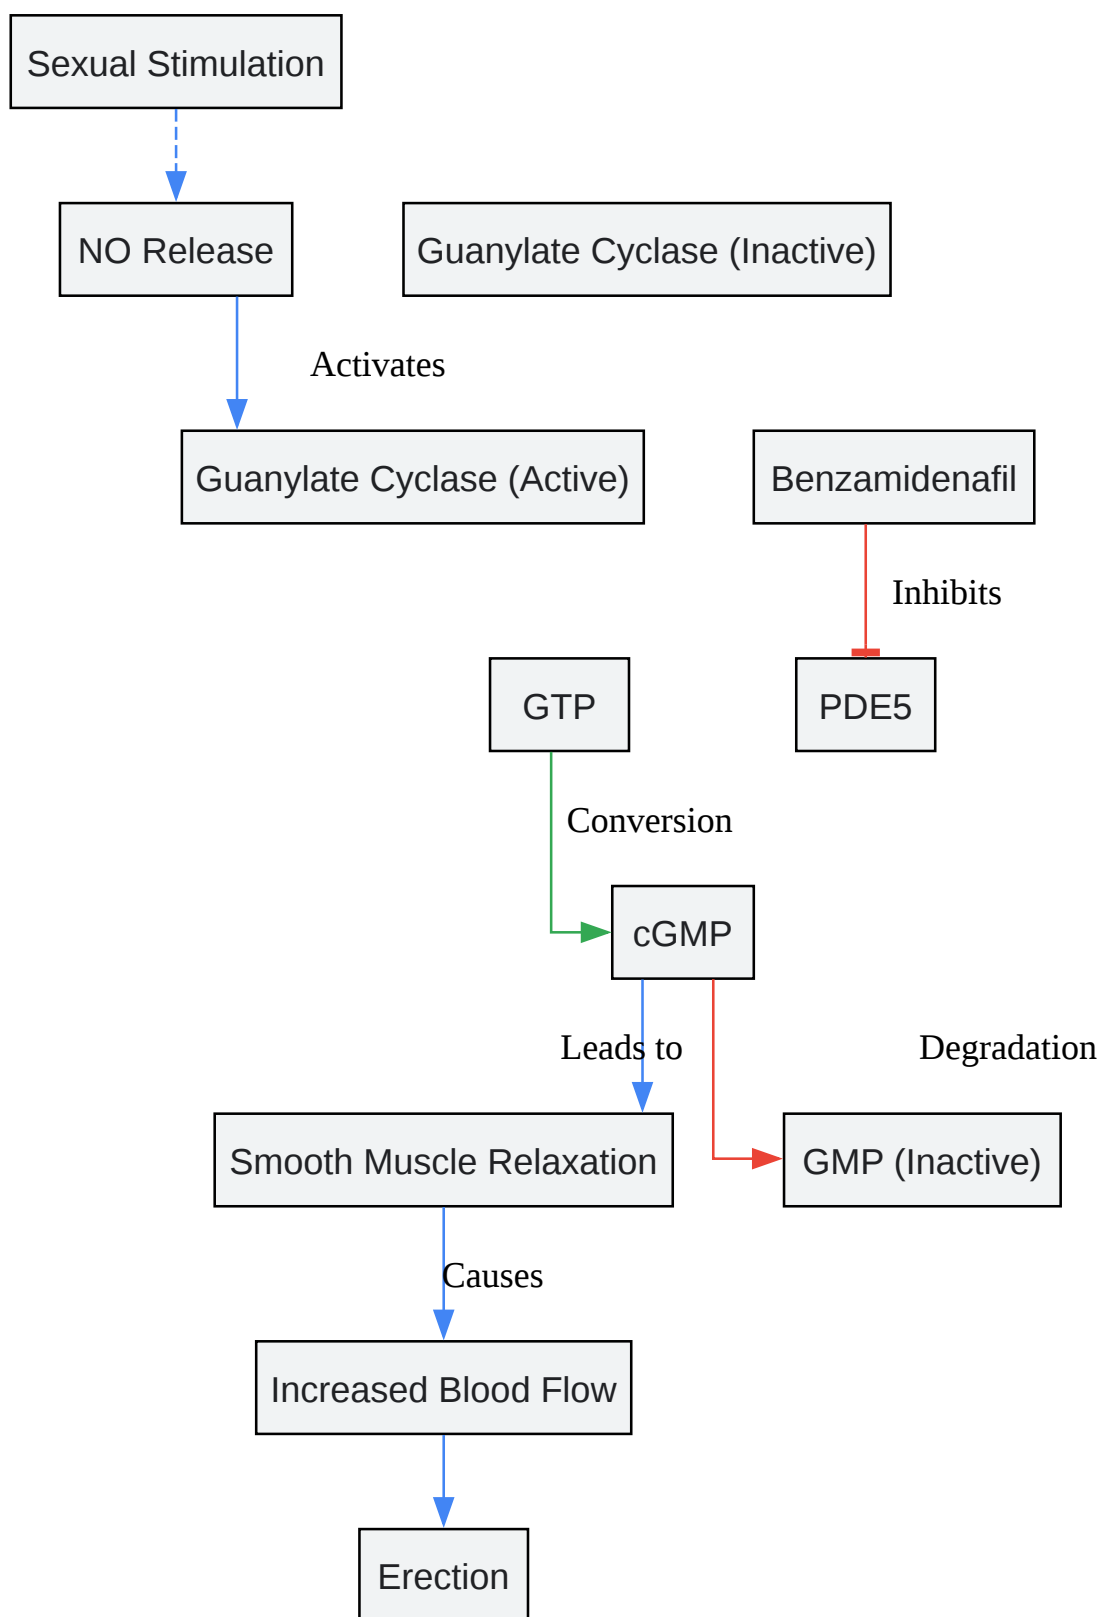 Sexual Stimulation
NO Release
Guanylate Cyclase (Inactive)
Activates
Guanylate Cyclase (Active)
Benzamidenafil
Inhibits
GTP
PDE5
Conversion
cGMP
Leads to
Degradation
Smooth Muscle Relaxation
GMP (Inactive)
Causes
Increased Blood Flow
Erection